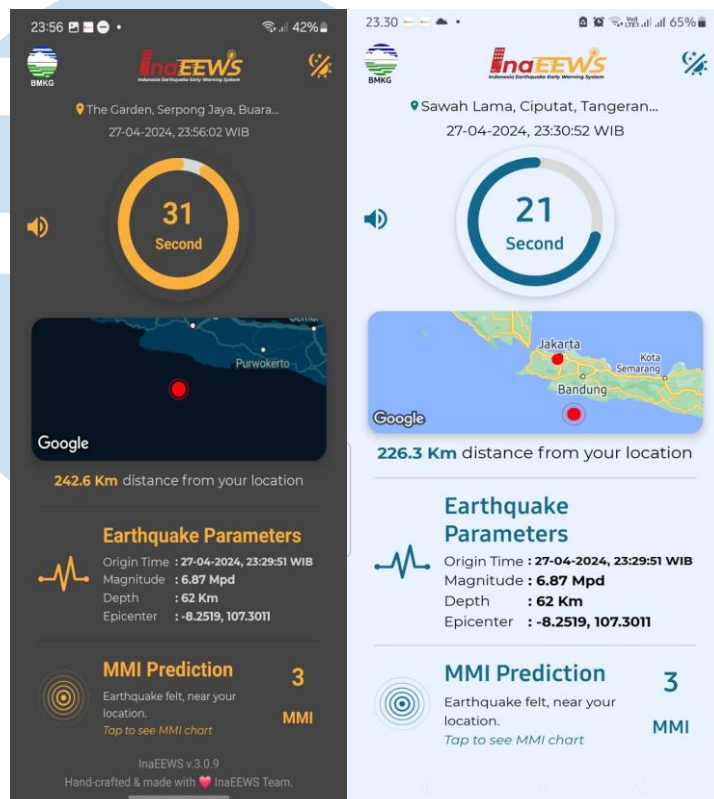 23:56
42%
BMKG
InaEEWS
Indonesia Earthquake Early Warning System
The Garden, Serpong Jaya, Buara...
27-04-2024, 23:56:02 WIB
31
Second
Purwokerto
Google
242.6 Km distance from your location
Earthquake Parameters
Origin Time : 27-04-2024, 23:29:51 WIB
Magnitude : 6.87 Mpd
Depth : 62 Km
Epicenter : -8.2519, 107.3011
MMI Prediction
Earthquake felt, near your
location.
Tap to see MMI chart
3
MMI
InaEEWS v.3.0.9
Hand-crafted & made with ❤️ InaEEWS Team.
23.30
65%
BMKG
InaEEWS
Indonesia Earthquake Early Warning System
Sawah Lama, Ciputat, Tangeran...
27-04-2024, 23:30:52 WIB
21
Second
Jakarta
Kota
Semarang
Bandung
Google
226.3 Km distance from your location
Earthquake
Parameters
Origin Time : 27-04-2024, 23:29:51 WIB
Magnitude : 6.87 Mpd
Depth : 62 Km
Epicenter : -8.2519, 107.3011
MMI Prediction
Earthquake felt, near your
location.
Tap to see MMI chart
3
MMI